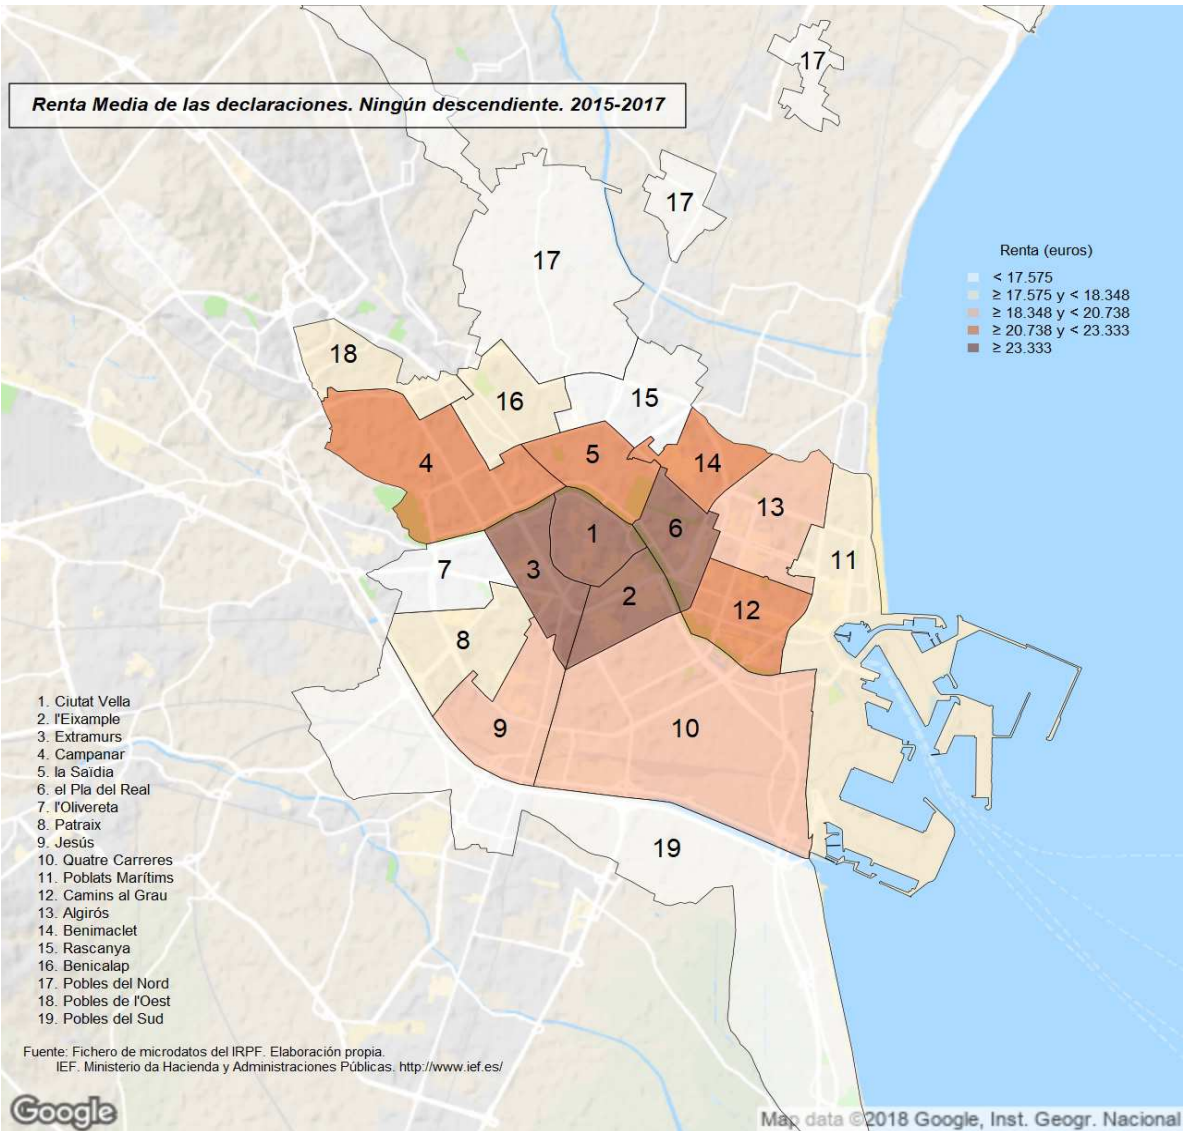 17
Renta Media de las declaraciones. Ningún descendiente. 2015-2017
17
17
Renta (euros)
< 17.575
≥ 17.575 y < 18.348
≥ 18.348 y < 20.738
≥ 20.738 y < 23.333
≥ 23.333
18
16
15
4
5
14
13
6
1
11
7
3
2
12
8
9
10
19
1. Ciutat Vella
2. l'Eixample
3. Extramurs
4. Campanar
5. la Saïdia
6. el Pla del Real
7. l'Olivereta
8. Patraix
9. Jesús
10. Quatre Carreres
11. Poblats Marítims
12. Camins al Grau
13. Algirós
14. Benimaclet
15. Rascanya
16. Benicalap
17. Pobles del Nord
18. Pobles de l'Oest
19. Pobles del Sud
Fuente: Fichero de microdatos del IRPF. Elaboración propia.
IEF. Ministerio da Hacienda y Administraciones Públicas. http://www.ief.es/
Google
Map data ©2018 Google, Inst. Geogr. Nacional